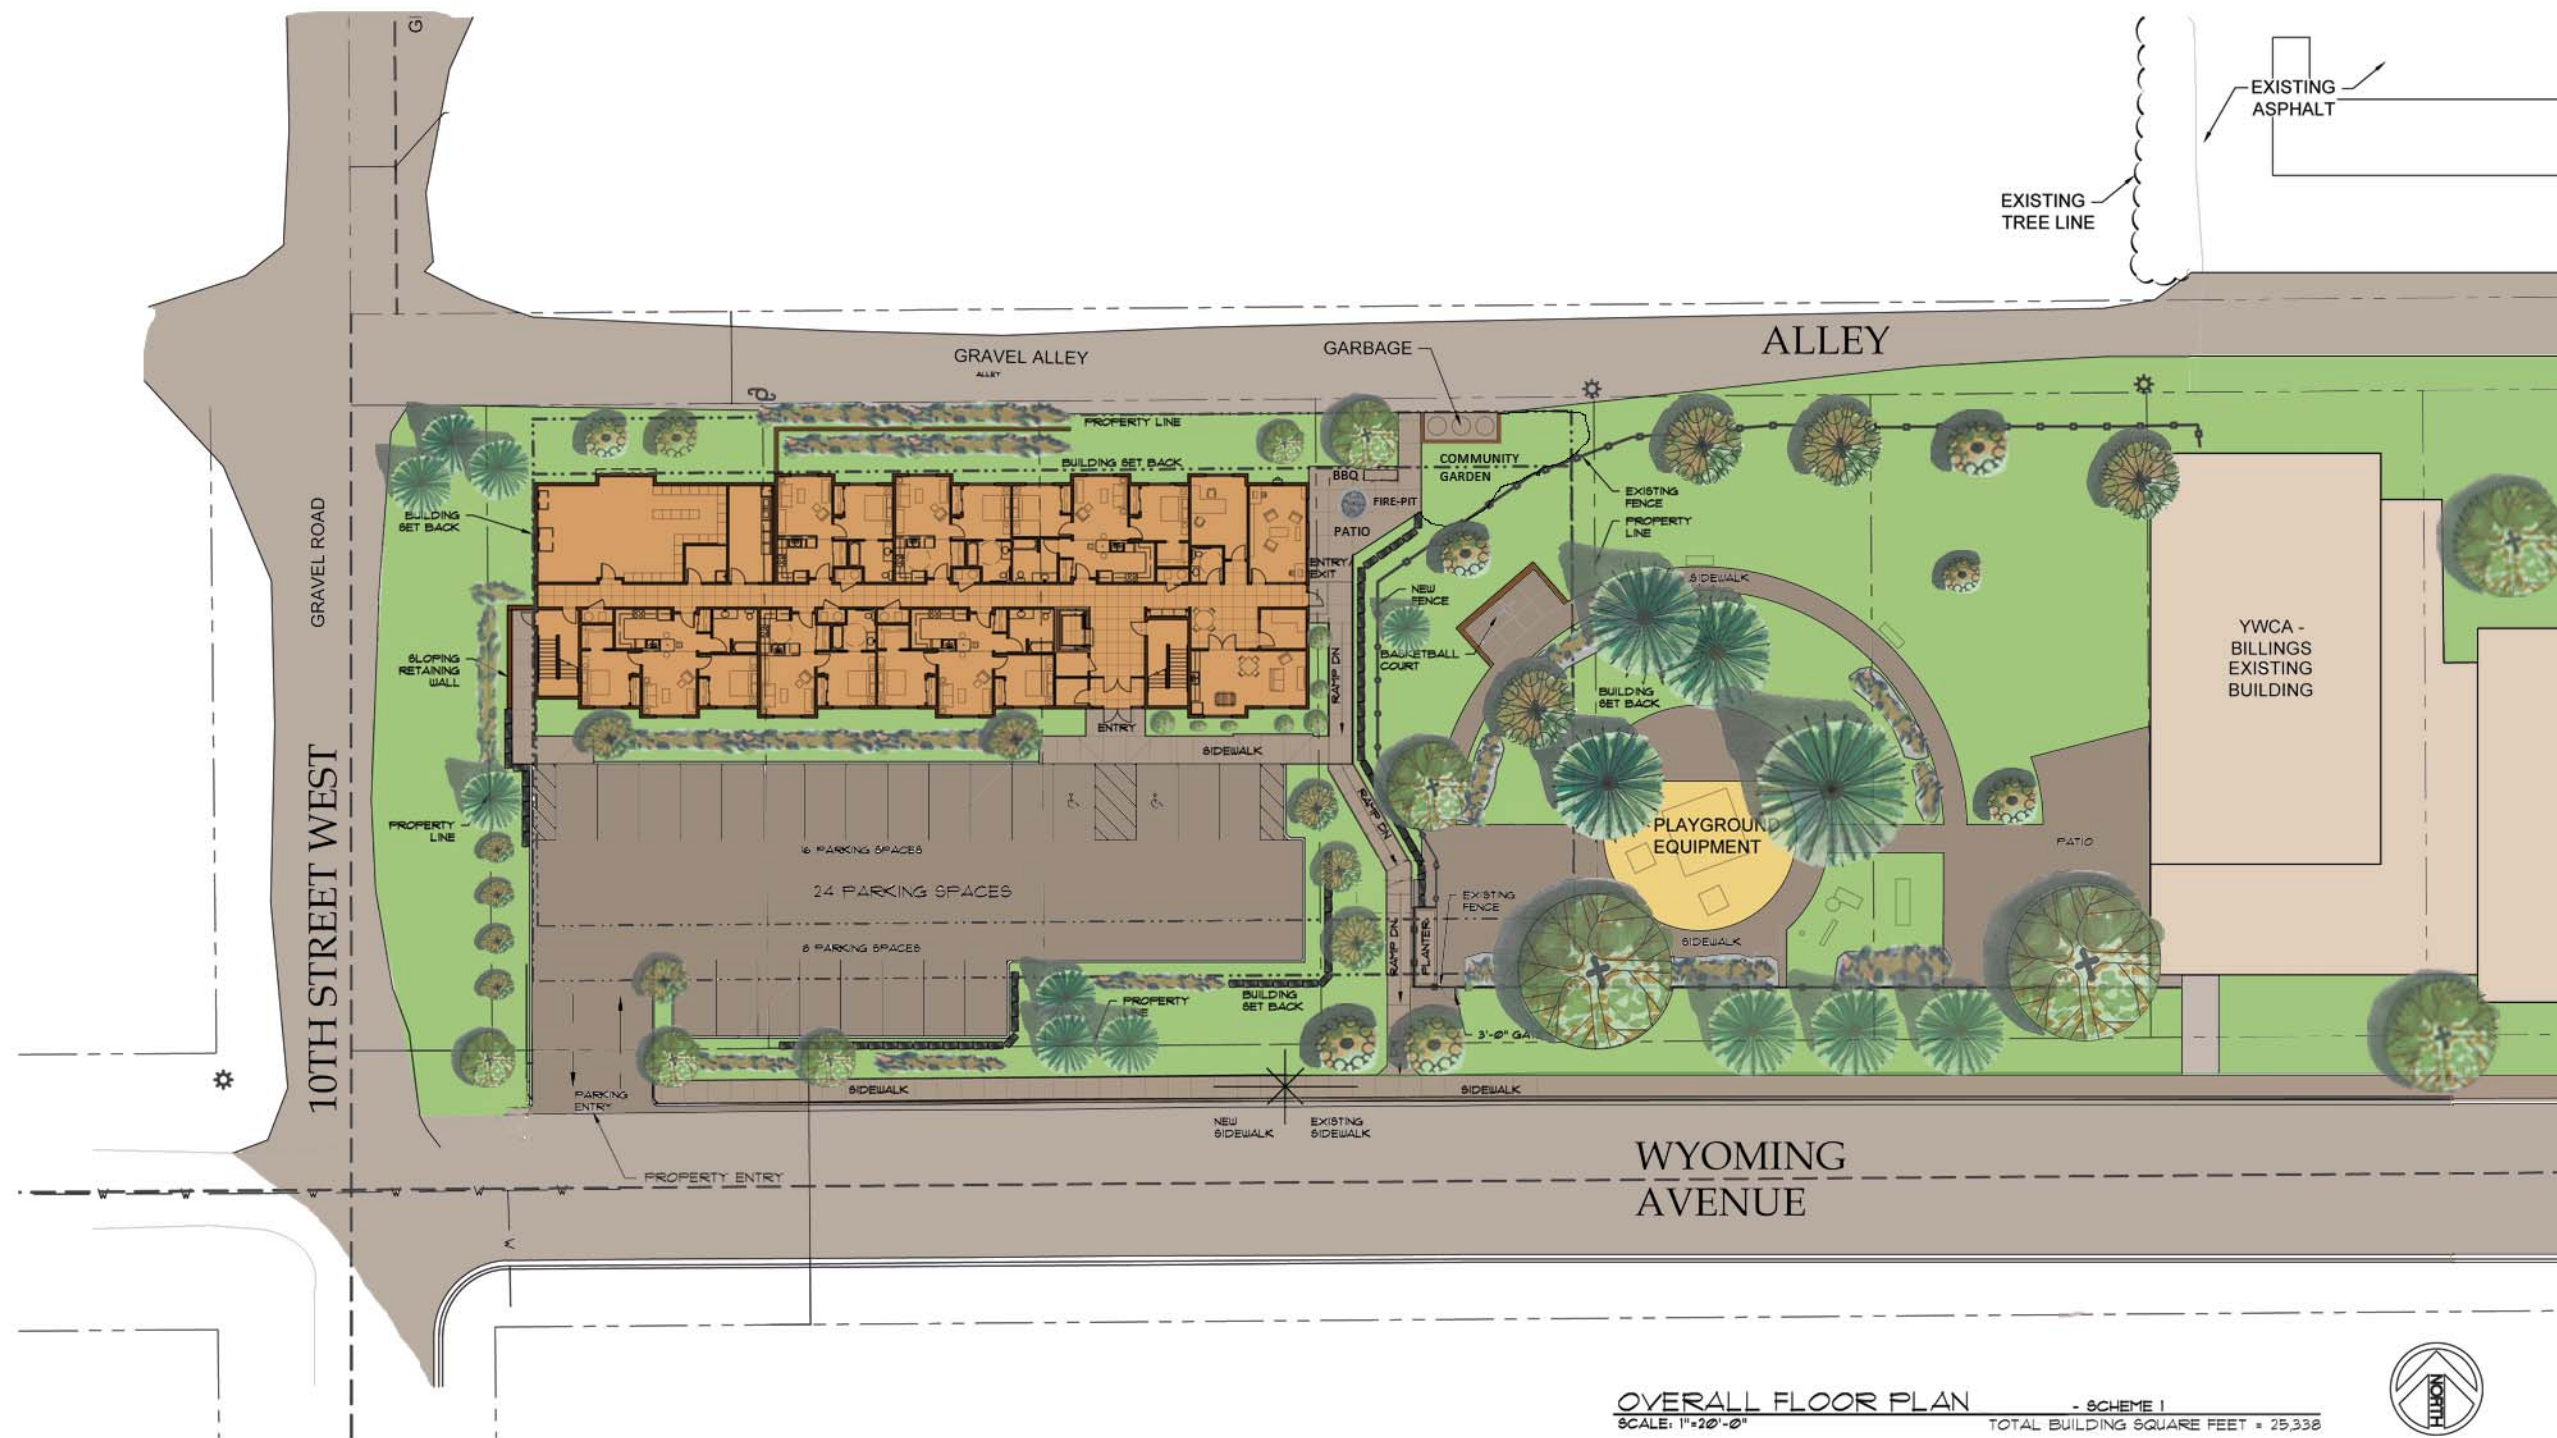 GRAVEL ROAD
10TH STREET WEST
EXISTING
ASPHALT
EXISTING
TREE LINE
ALLEY
GRAVEL ALLEY
ALLEY
GARBAGE
PROPERTY LINE
BUILDING SET BACK
BUILDING
SET BACK
BBQ
COMMUNITY
GARDEN
FIRE-PIT
PATIO
ENTRY/
EXIT
EXISTING
FENCE
PROPERTY
LINE
NEW
FENCE
SIDEWALK
BASKETBALL
COURT
BUILDING
SET BACK
YWCA -
BILLINGS
EXISTING
BUILDING
SLOPING
RETAINING
WALL
RAMP DN
ENTRY
SIDEWALK
PROPERTY
LINE
RAMP DN
16 PARKING SPACES
24 PARKING SPACES
8 PARKING SPACES
PLAYGROUND
EQUIPMENT
PATIO
EXISTING
FENCE
RAMP DN
PLANTER
SIDEWALK
PROPERTY
BUILDING
SET BACK
3'-0"
PARKING
ENTRY
SIDEWALK
SIDEWALK
NEW
SIDEWALK
EXISTING
SIDEWALK
PROPERTY ENTRY
WYOMING
AVENUE
W W W W W W
W
OVERALL FLOOR PLAN - SCHEME 1
SCALE: 1"=20'-0" TOTAL BUILDING SQUARE FEET = 25,338
NORTH